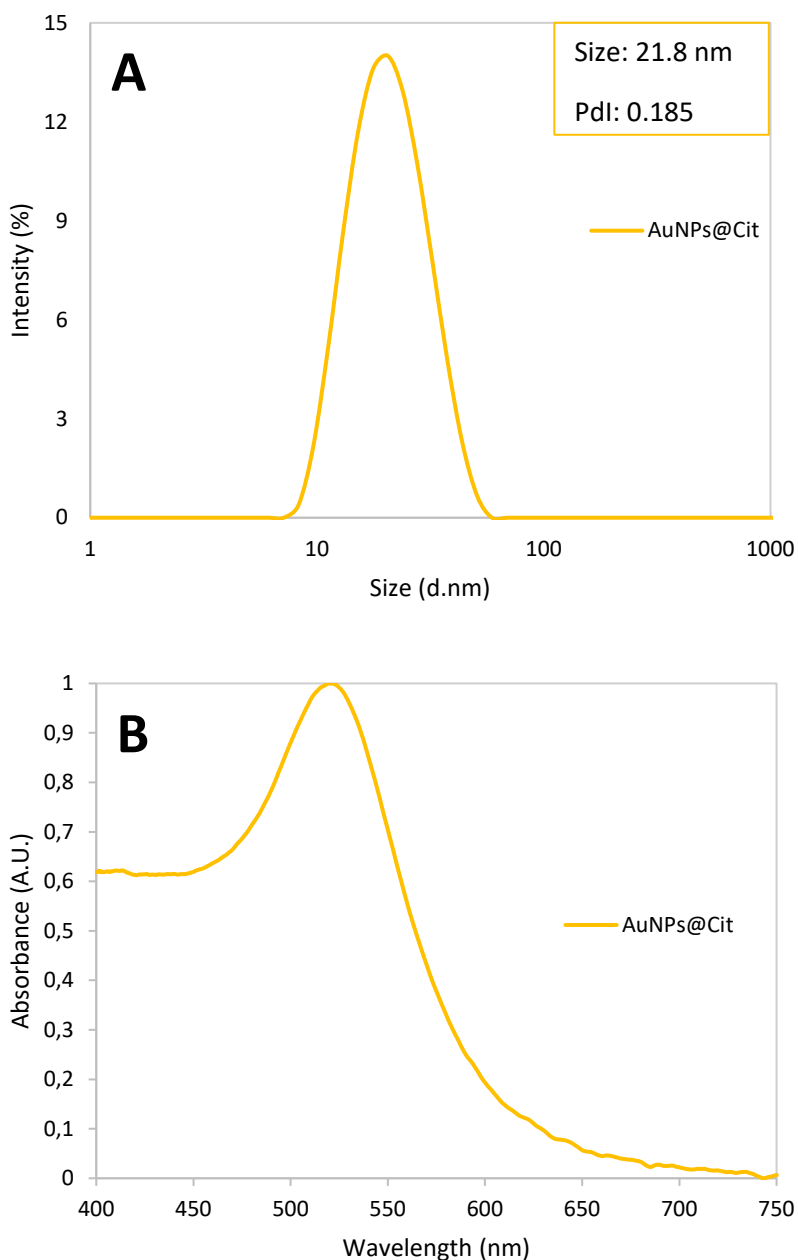 A
Size: 21.8 nm
PdI: 0.185
15
12
9
6
3
0
Intensity (%)
AuNPs@Cit
1 10 100 1000
Size (d.nm)
B
1
0,9
0,8
0,7
0,6
0,5
0,4
0,3
0,2
0,1
0
Absorbance (A.U.)
AuNPs@Cit
400 450 500 550 600 650 700 750
Wavelength (nm)